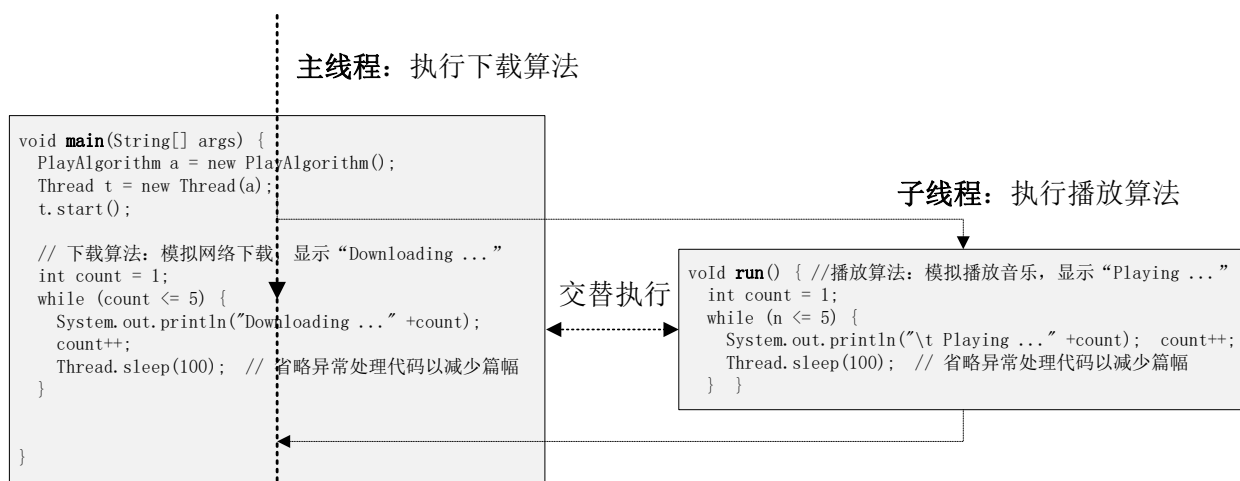 主线程：执行下载算法
void main(String[] args) {
PlayAlgorithm a = new PlayAlgorithm();
Thread t = new Thread(a);
t.start();
// 下载算法：模拟网络下载，显示“Downloading ...”
int count = 1;
while (count <= 5) {
System.out.println("Downloading ..." +count);
count++;
Thread.sleep(100);  // 省略异常处理代码以减少篇幅
}
}
交替执行
子线程：执行播放算法
voId run() { //播放算法：模拟播放音乐，显示“Playing ...”
int count = 1;
while (n <= 5) {
System.out.println("\t Playing ..." +count);  count++;
Thread.sleep(100);  // 省略异常处理代码以减少篇幅
}  }